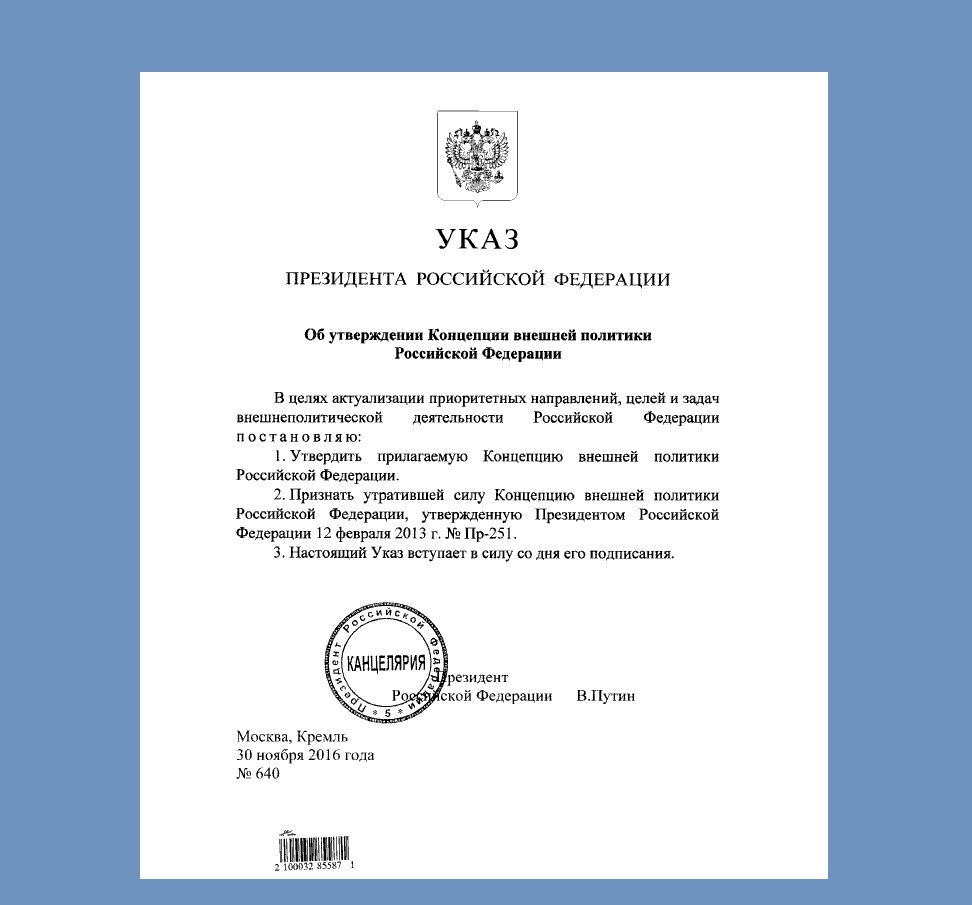 УКАЗ
ПРЕЗИДЕНТА РОССИЙСКОЙ ФЕДЕРАЦИИ
Об утверждении Концепции внешней политики
Российской Федерации
В целях актуализации приоритетных направлений, целей и задач
внешнеполитической деятельности Российской Федерации
п о с т а н о в л я ю:
1. Утвердить прилагаемую Концепцию внешней политики
Российской Федерации.
2. Признать утратившей силу Концепцию внешней политики
Российской Федерации, утвержденную Президентом Российской
Федерации 12 февраля 2013 г. № Пр-251.
3. Настоящий Указ вступает в силу со дня его подписания.
Президент Российской Федерации
КАНЦЕЛЯРИЯ
* 5 *
Президент
Российской Федерации В.Путин
Москва, Кремль
30 ноября 2016 года
№ 640
2 100032 85587 1